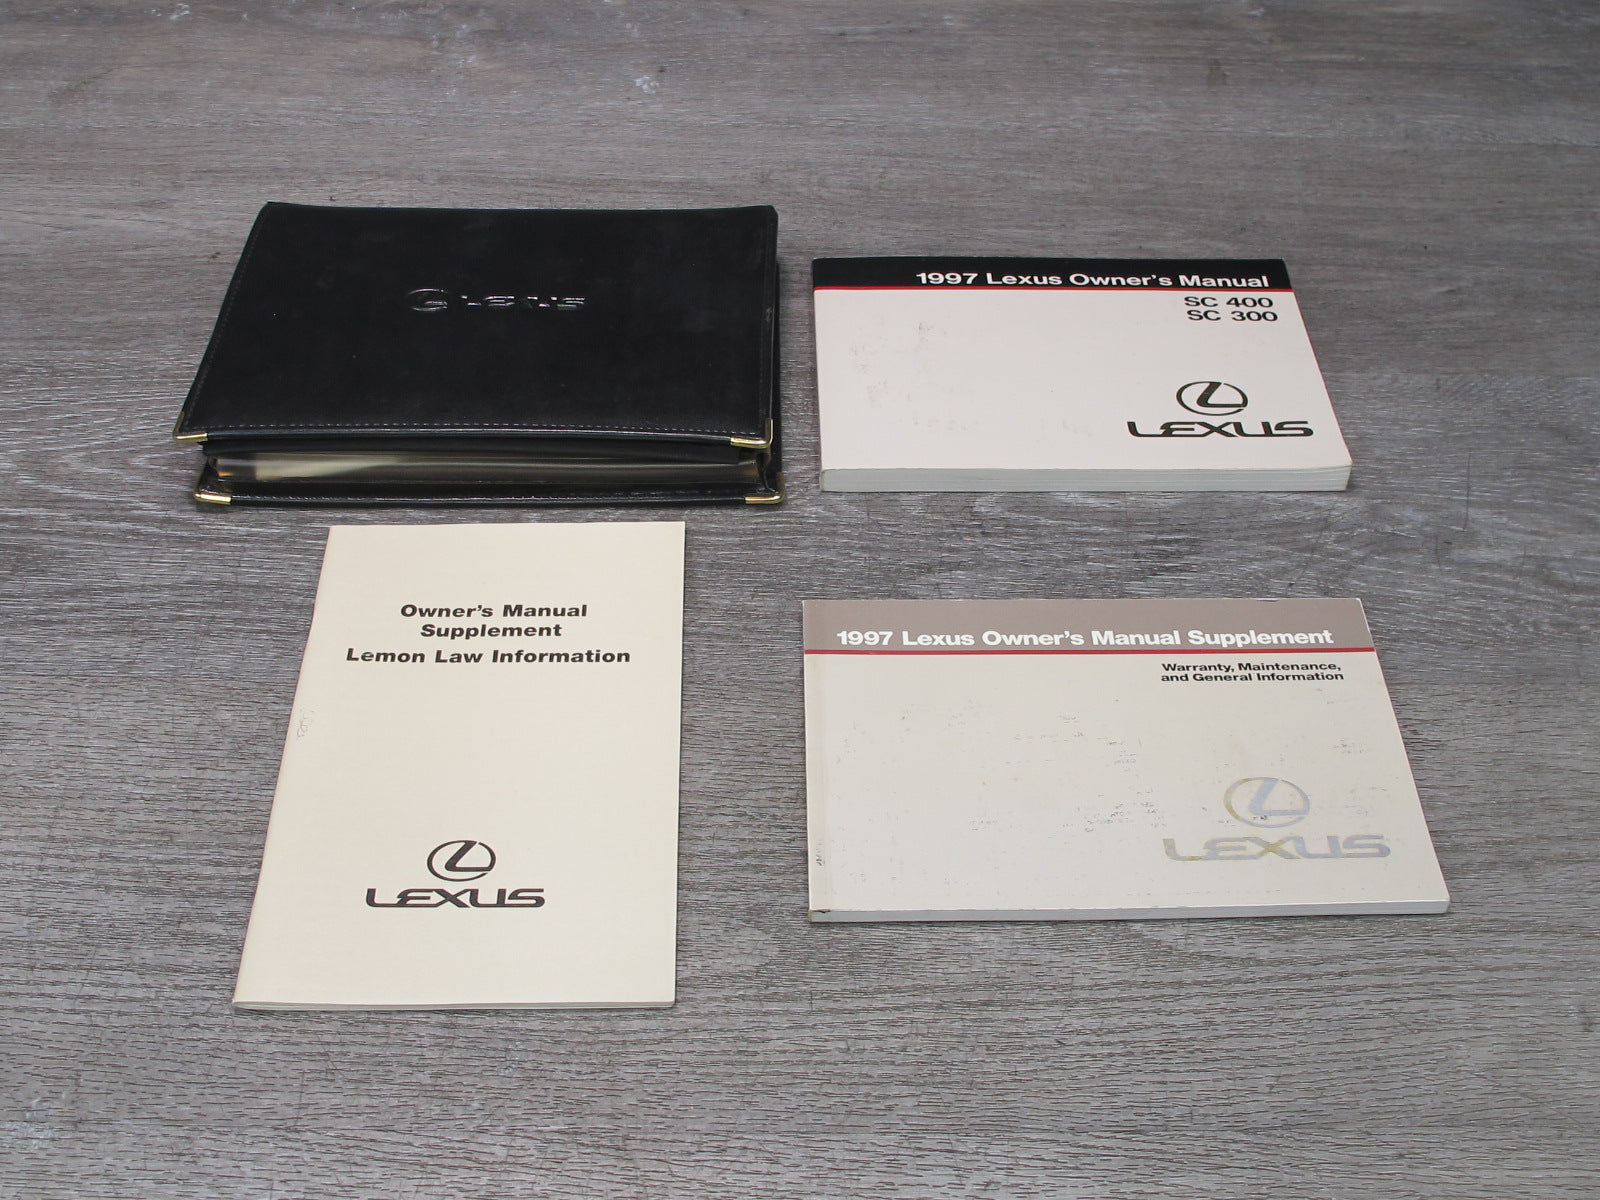 LEXUS
1997 Lexus Owner's Manual
SC 400
SC 300
LEXUS
Owner's Manual
Supplement
Lemon Law Information
LEXUS
1997 Lexus Owner's Manual Supplement
Warranty, Maintenance,
and General Information
LEXUS